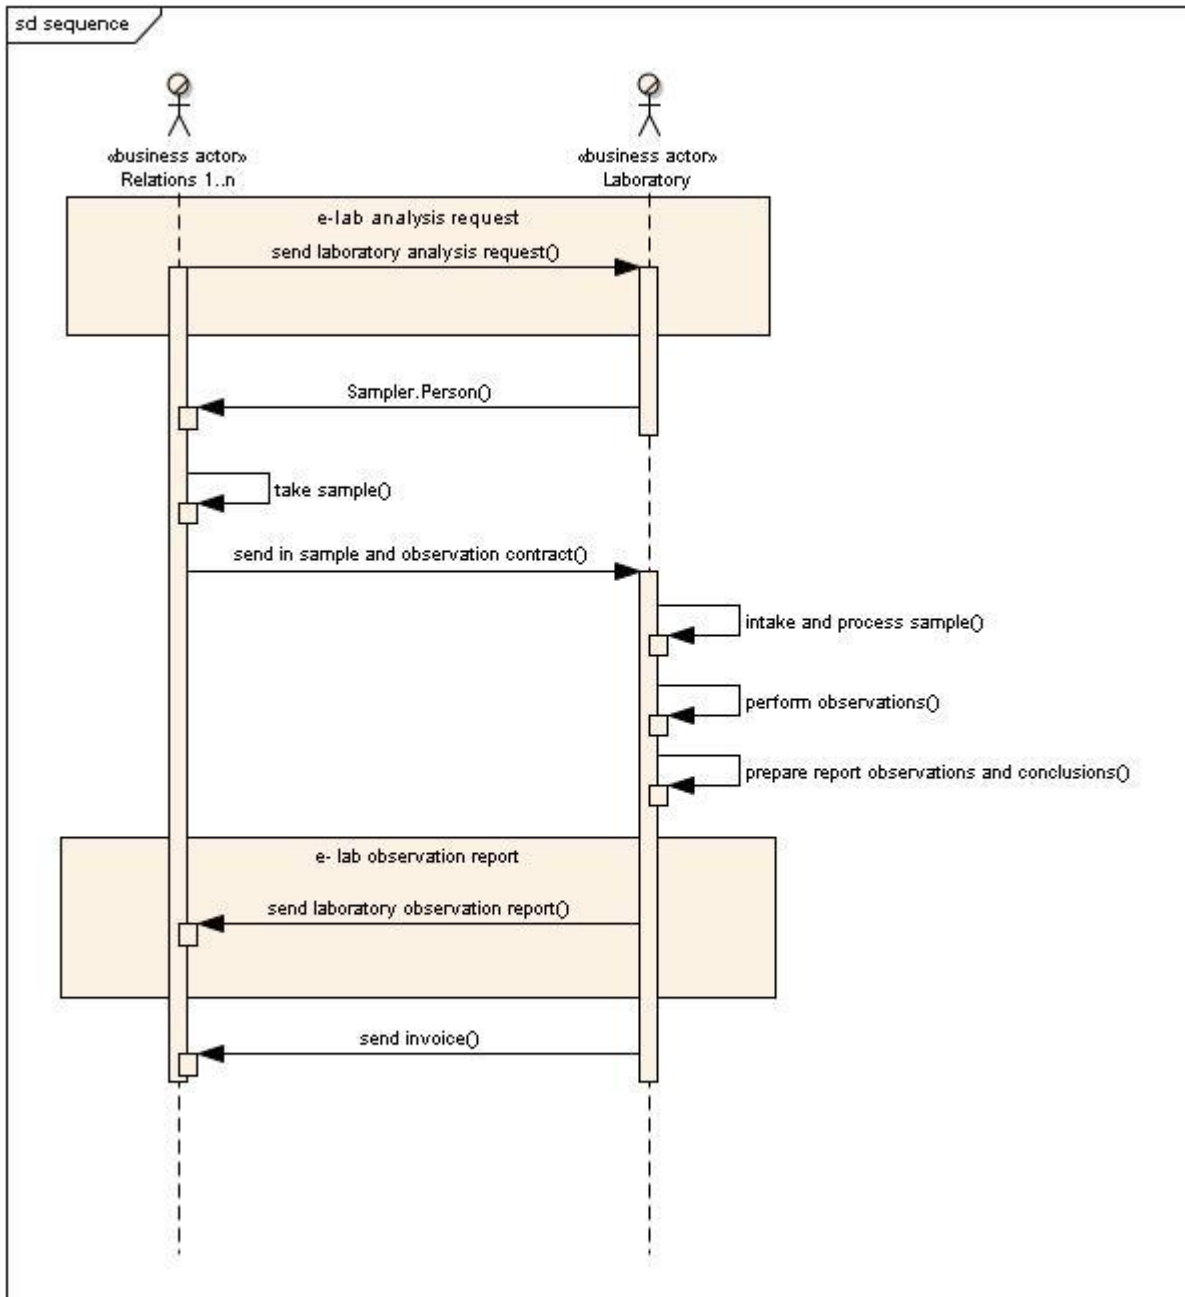 sd sequence
«business actor»
Relations 1..n
«business actor»
Laboratory
e-lab analysis request
send laboratory analysis request()
Sampler.Person()
take sample()
send in sample and observation contract()
intake and process sample()
perform observations()
prepare report observations and conclusions()
e- lab observation report
send laboratory observation report()
send invoice()